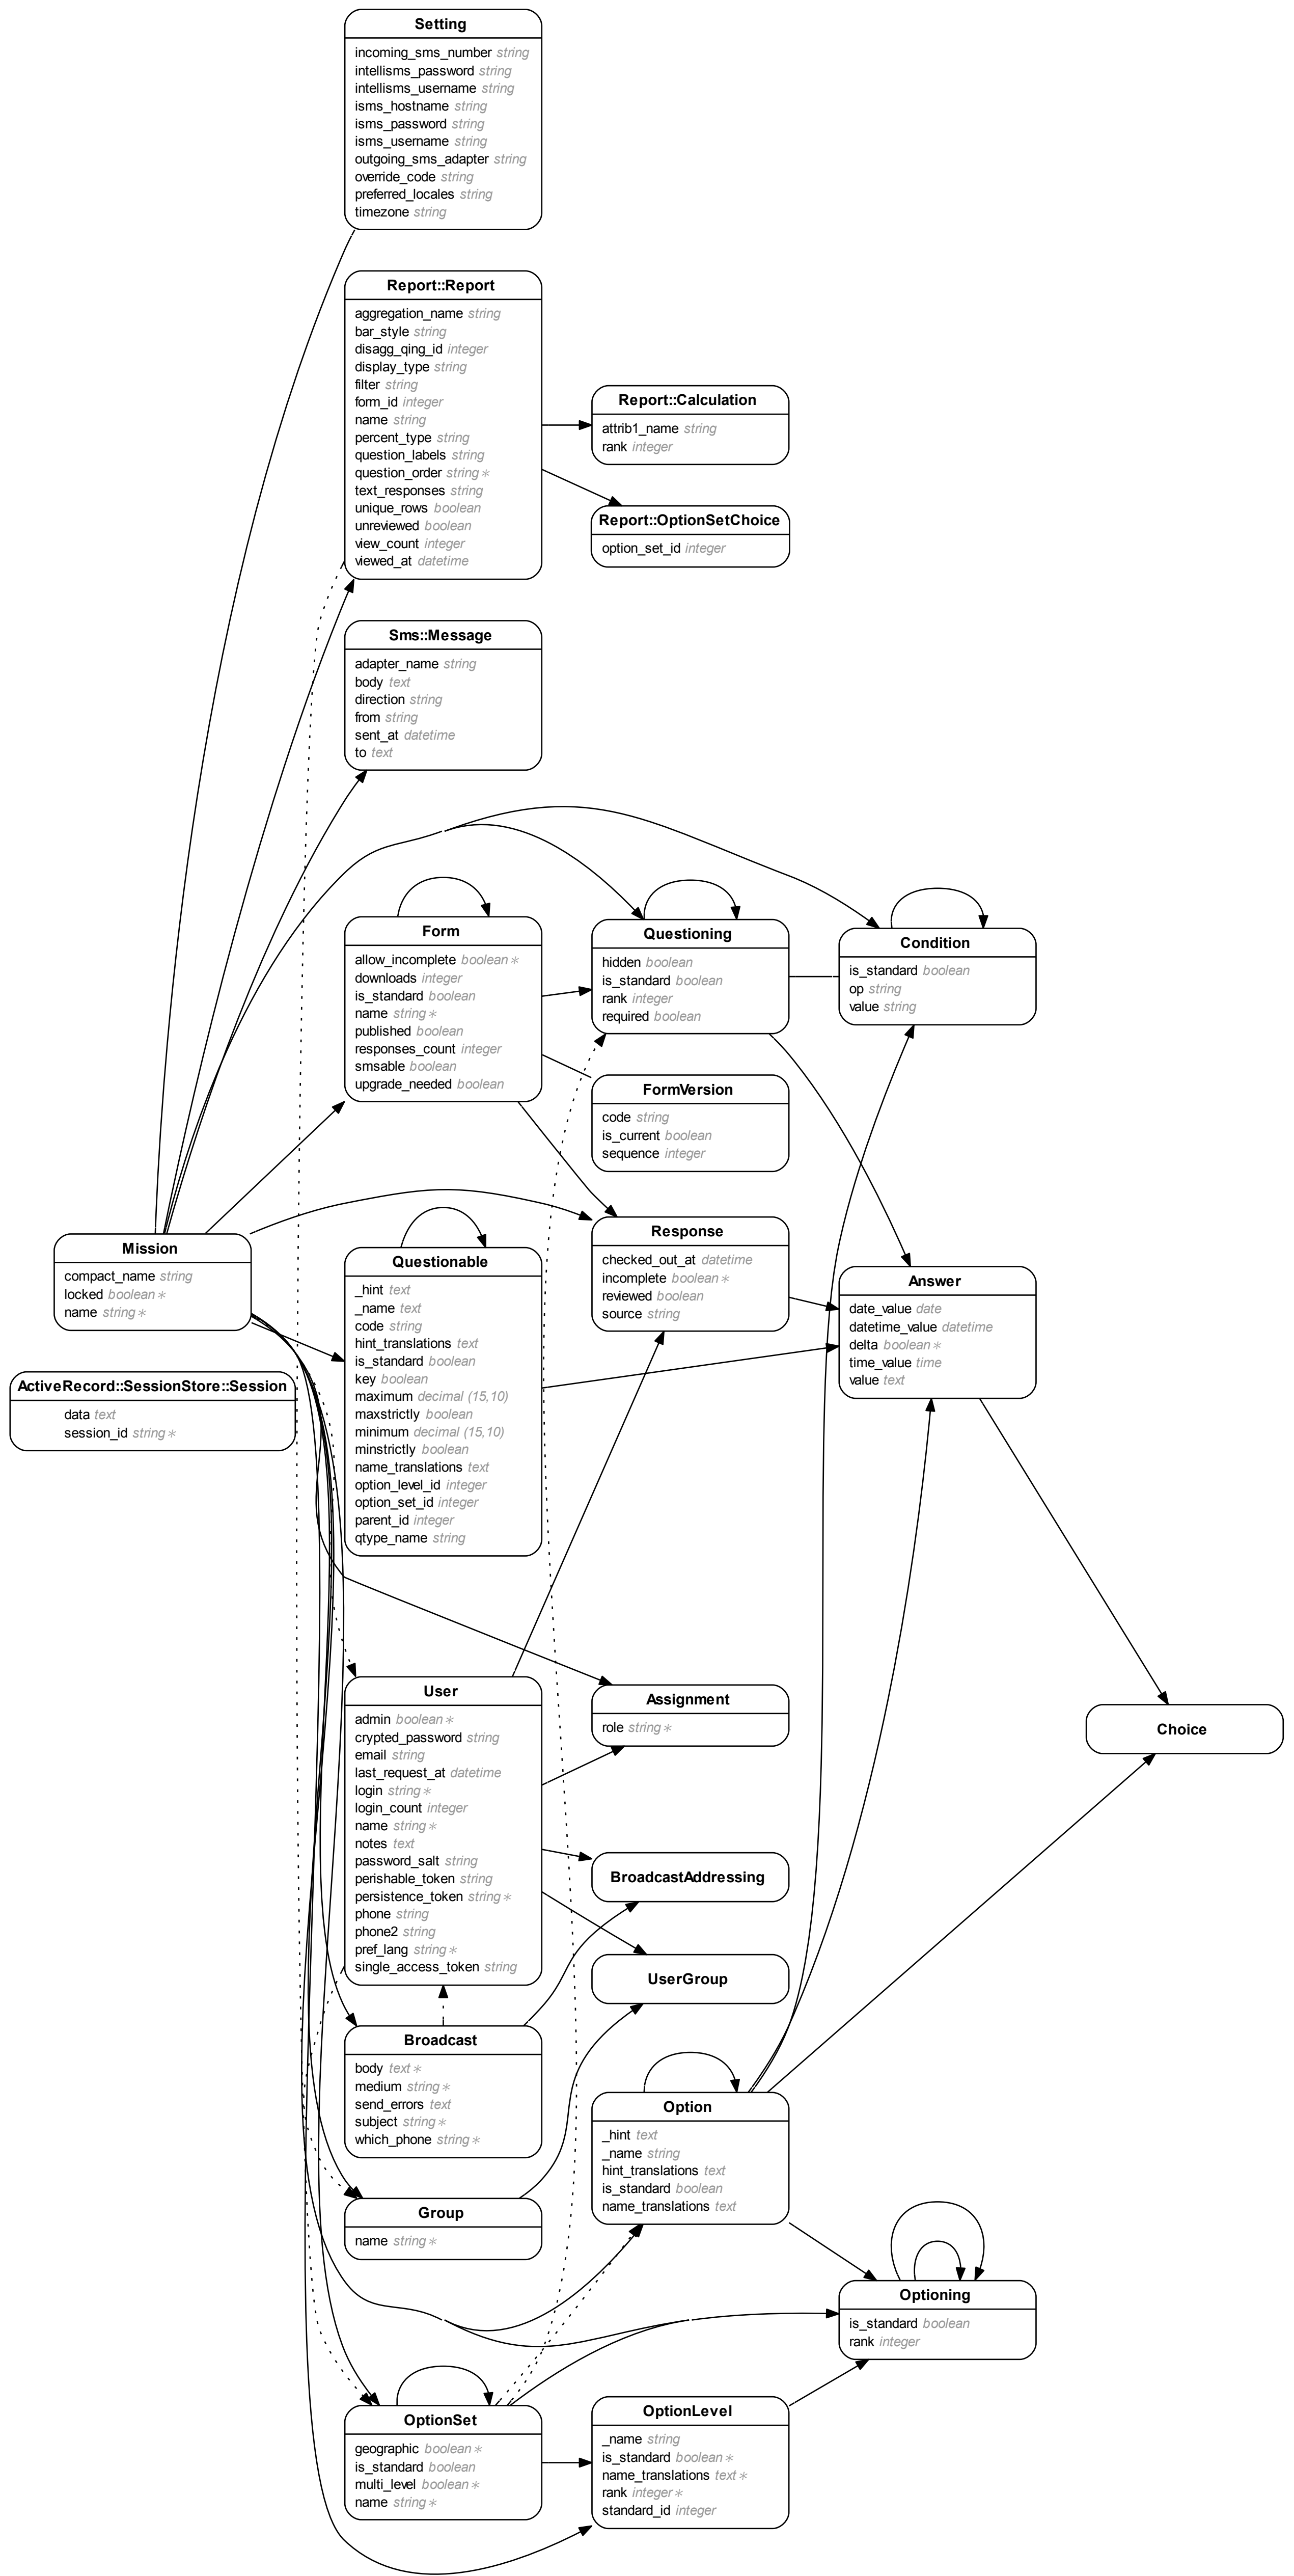 Setting
incoming_sms_number string
intellisms_password string
intellisms_username string
isms_hostname string
isms_password string
isms_username string
outgoing_sms_adapter string
override_code string
preferred_locales string
timezone string
Report::Report
aggregation_name string
bar_style string
disagg_qing_id integer
display_type string
filter string
form_id integer
name string
percent_type string
question_labels string
question_order string∗
text_responses string
unique_rows boolean
unreviewed boolean
view_count integer
viewed_at datetime
Report::Calculation
attrib1_name string
rank integer
Report::OptionSetChoice
option_set_id integer
Sms::Message
adapter_name string
body text
direction string
from string
sent_at datetime
to text
Form
allow_incomplete boolean∗
downloads integer
is_standard boolean
name string∗
published boolean
responses_count integer
smsable boolean
upgrade_needed boolean
Questioning
hidden boolean
is_standard boolean
rank integer
required boolean
Condition
is_standard boolean
op string
value string
FormVersion
code string
is_current boolean
sequence integer
Mission
compact_name string
locked boolean∗
name string∗
Questionable
_hint text
_name text
code string
hint_translations text
is_standard boolean
key boolean
maximum decimal (15,10)
maxstrictly boolean
minimum decimal (15,10)
minstrictly boolean
name_translations text
option_level_id integer
option_set_id integer
parent_id integer
qtype_name string
Response
checked_out_at datetime
incomplete boolean∗
reviewed boolean
source string
Answer
date_value date
datetime_value datetime
delta boolean∗
time_value time
value text
ActiveRecord::SessionStore::Session
data text
session_id string∗
User
admin boolean∗
crypted_password string
email string
last_request_at datetime
login string∗
login_count integer
name string∗
notes text
password_salt string
perishable_token string
persistence_token string∗
phone string
phone2 string
pref_lang string∗
single_access_token string
Assignment
role string∗
Choice
BroadcastAddressing
UserGroup
Broadcast
body text∗
medium string∗
send_errors text
subject string∗
which_phone string∗
Option
_hint text
_name string
hint_translations text
is_standard boolean
name_translations text
Group
name string∗
Optioning
is_standard boolean
rank integer
OptionSet
geographic boolean∗
is_standard boolean
multi_level boolean∗
name string∗
OptionLevel
_name string
is_standard boolean∗
name_translations text∗
rank integer∗
standard_id integer